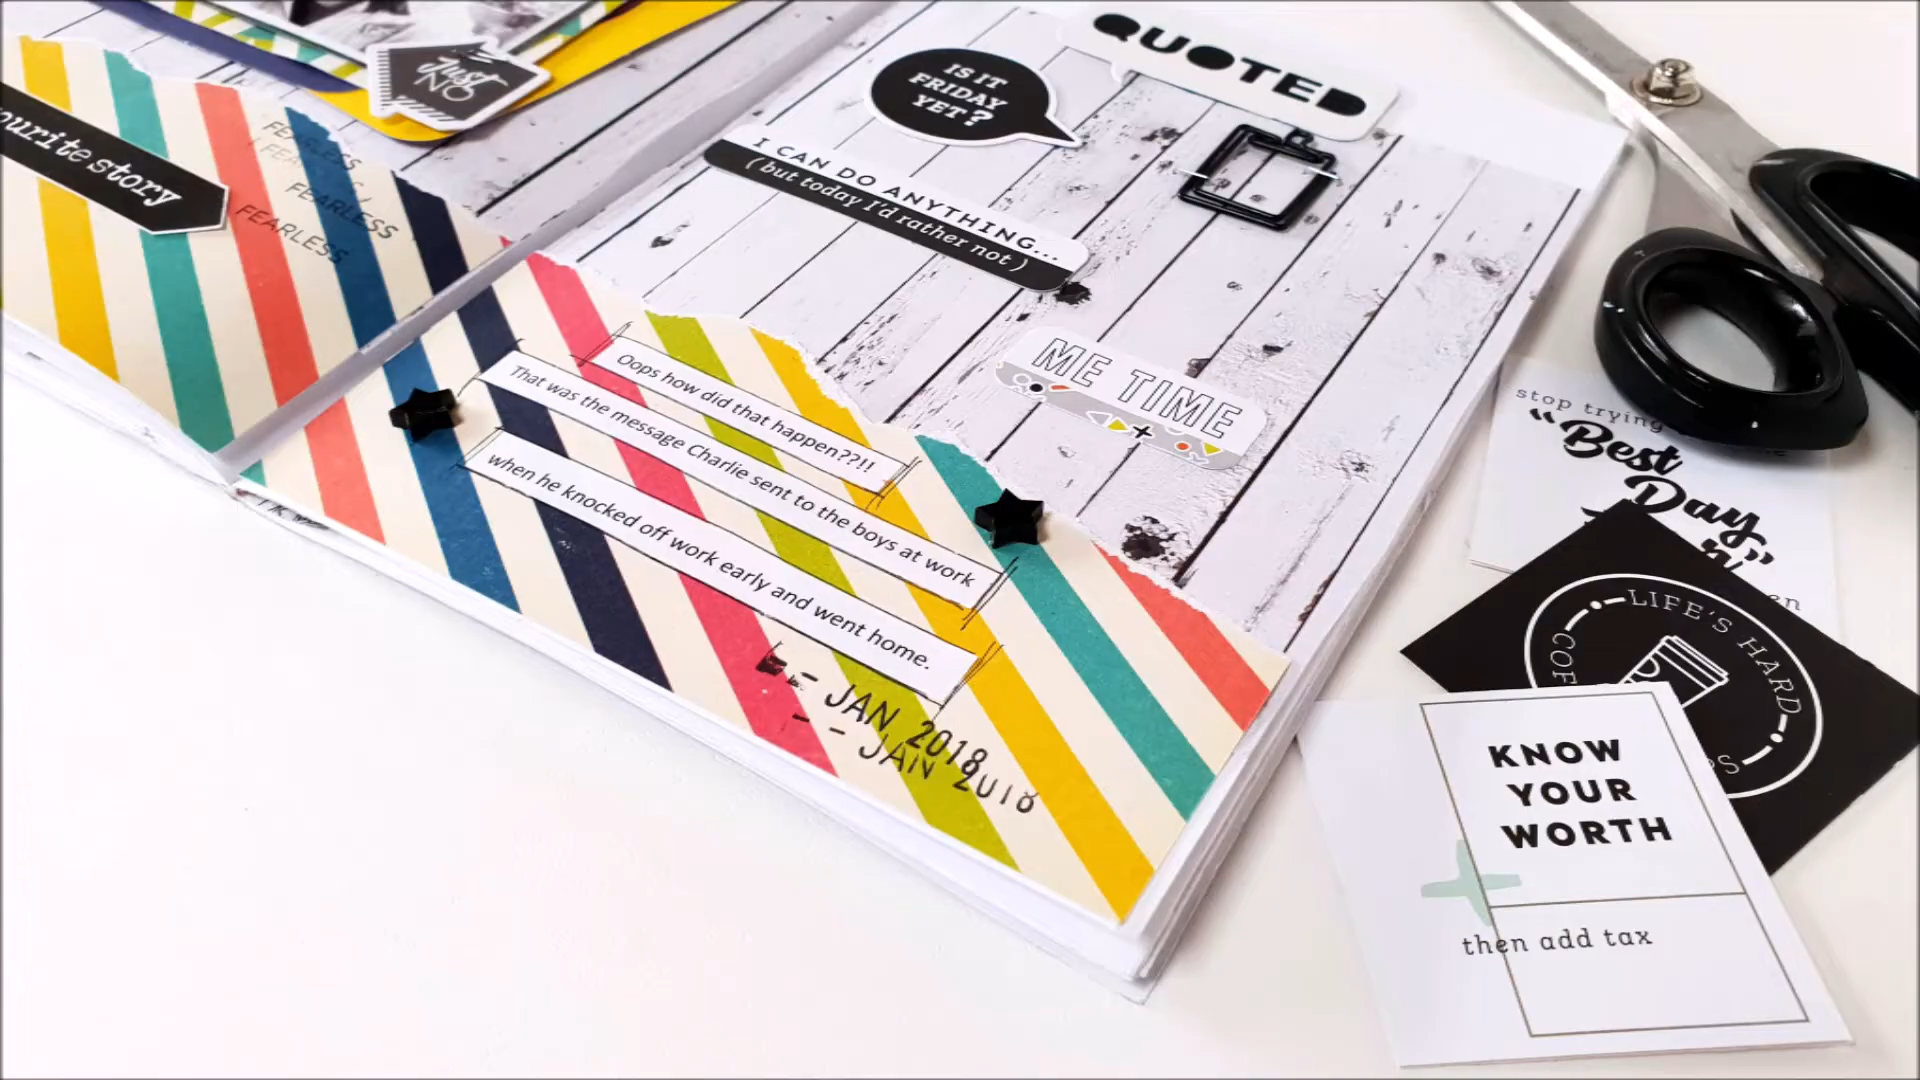 Just
NO
ourite story
FEARLESS
FEARLESS
FEARLESS
QUOTED
IS IT
FRIDAY
YET?
I CAN DO ANYTHING...
( but today I'd rather not )
ME TIME
Oops how did that happen??!!
That was the message Charlie sent to the boys at work
when he knocked off work early and went home.
- JAN 2018
- JAN 2018
stop trying
"Best
Day
LIFE'S HARD
KNOW
YOUR
WORTH
then add tax